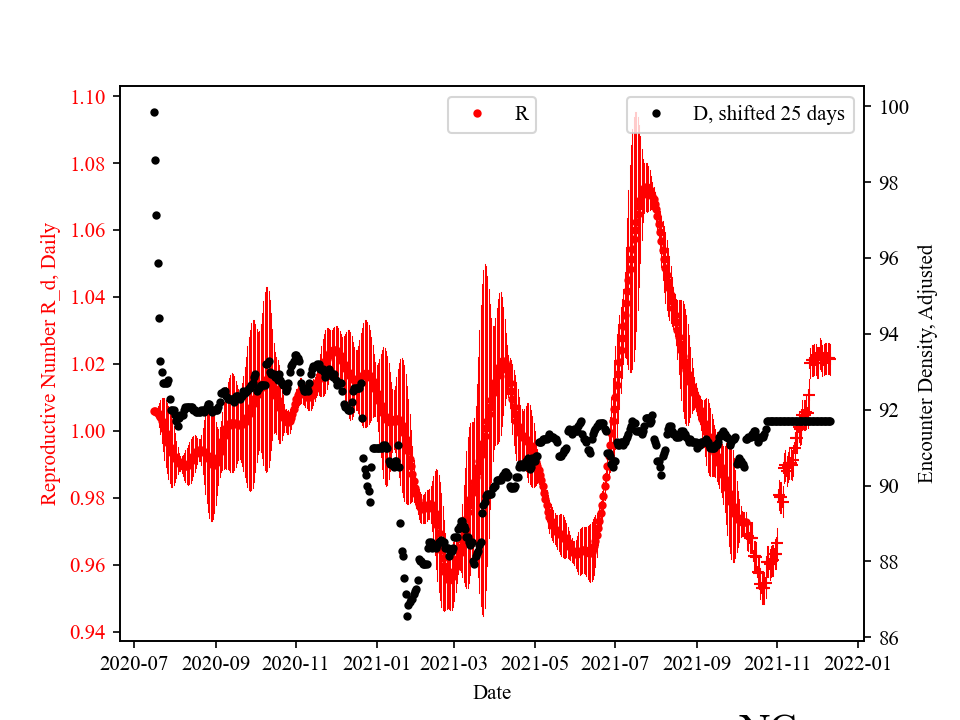 R
D, shifted 25 days
1.10
1.08
1.06
1.04
1.02
1.00
0.98
0.96
0.94
Reproductive Number R_d, Daily
100
98
96
94
92
90
88
86
Encounter Density, Adjusted
2020-07 2020-09 2020-11 2021-01 2021-03 2021-05 2021-07 2021-09 2021-11 2022-01
Date